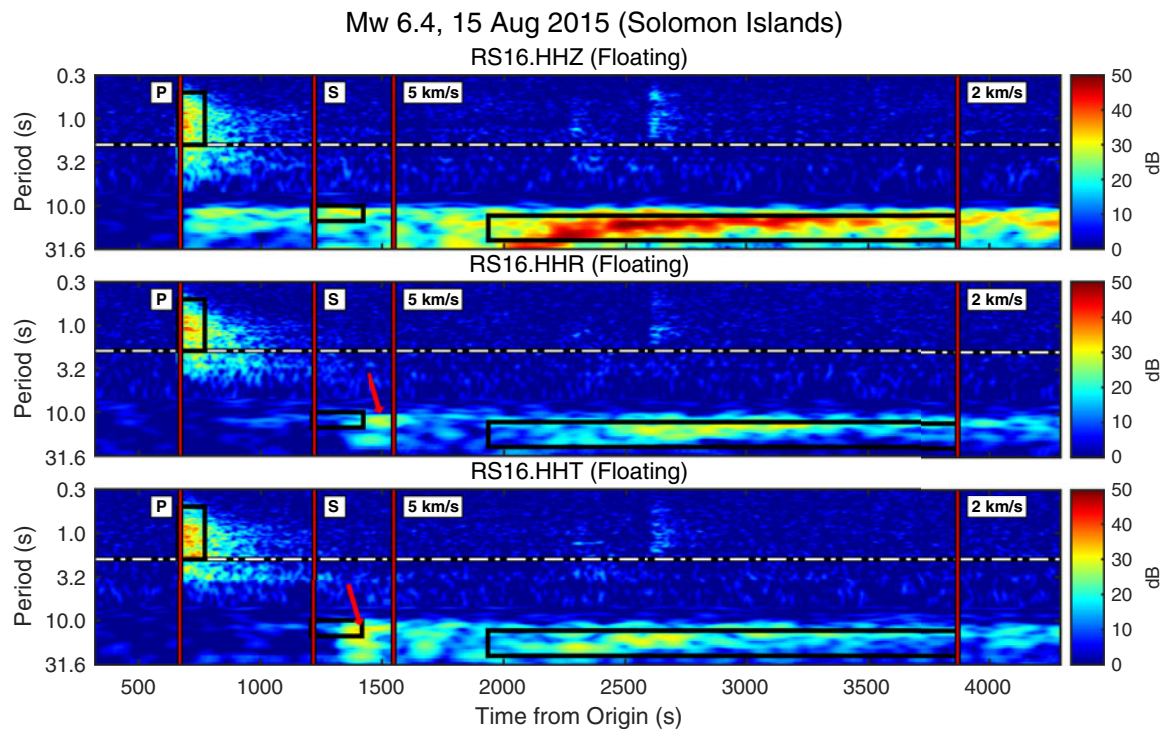 Mw 6.4, 15 Aug 2015 (Solomon Islands)
RS16.HHZ (Floating)
P S 5 km/s 2 km/s
0.3
1.0
3.2
10.0
31.6
Period (s)
50
40
30
20
10
0
dB
RS16.HHR (Floating)
P S 5 km/s 2 km/s
0.3
1.0
3.2
10.0
31.6
Period (s)
50
40
30
20
10
0
dB
RS16.HHT (Floating)
P S 5 km/s 2 km/s
0.3
1.0
3.2
10.0
31.6
Period (s)
50
40
30
20
10
0
dB
500 1000 1500 2000 2500 3000 3500 4000
Time from Origin (s)